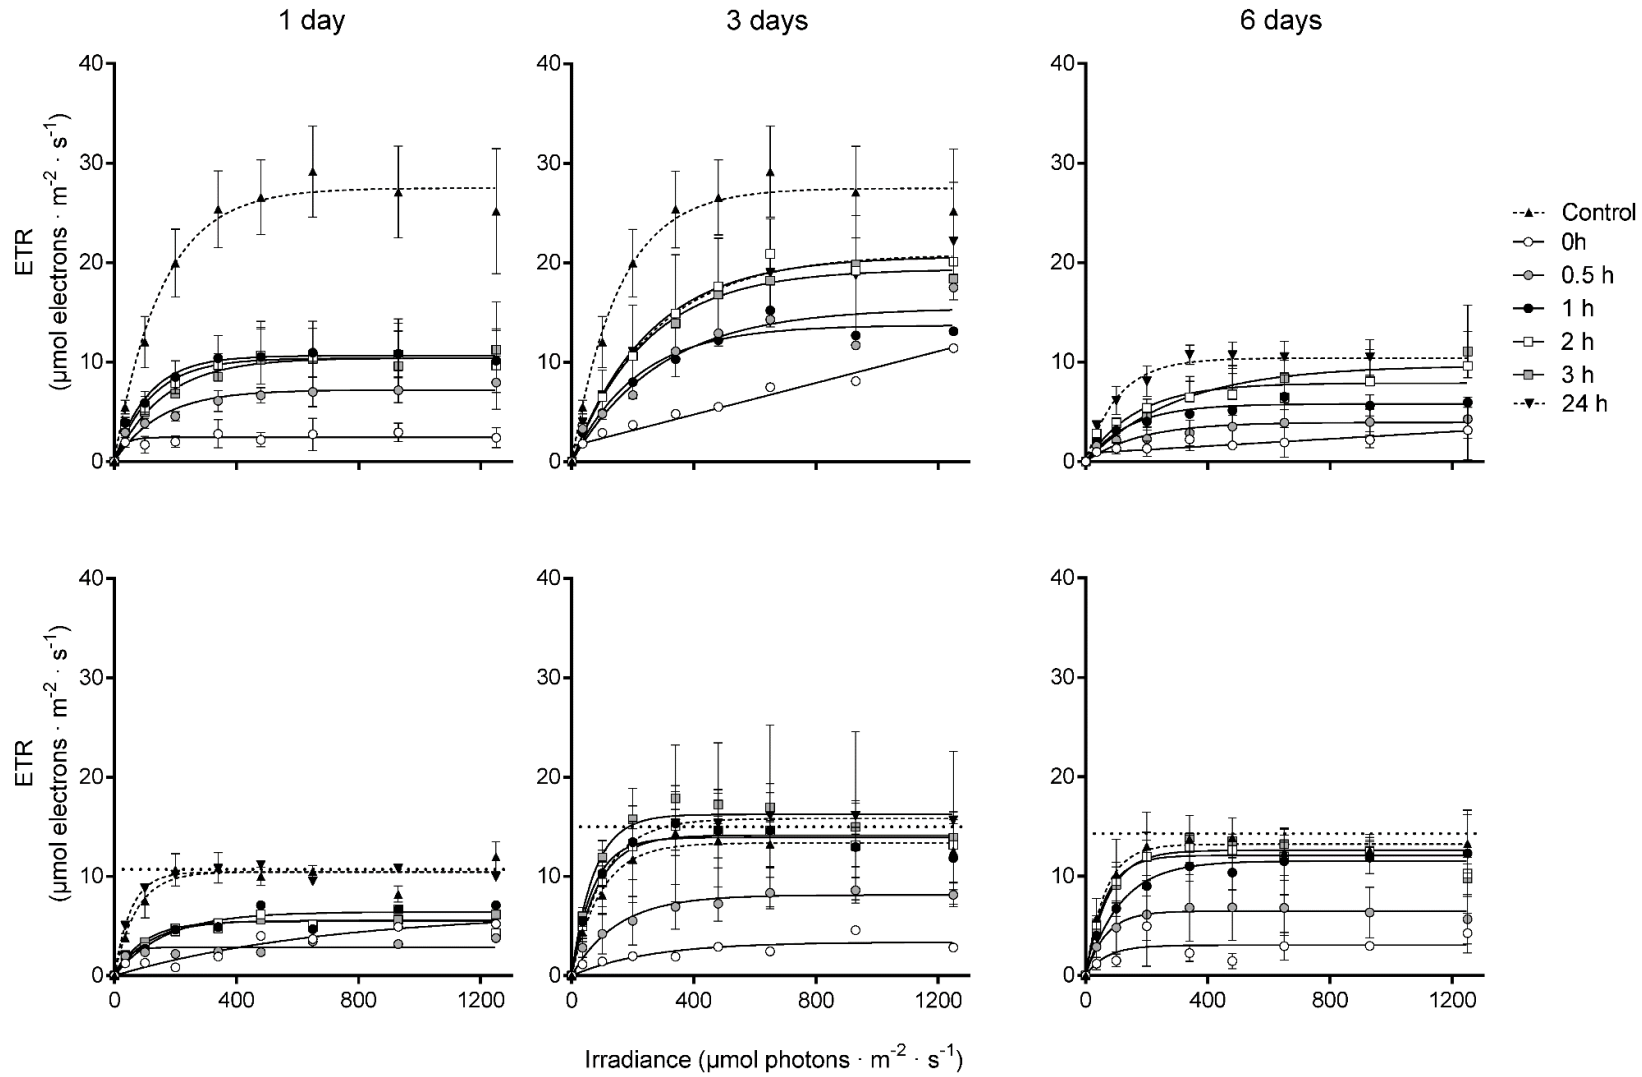 1 day
3 days
6 days
40
30
20
10
0
ETR
(µmol electrons · m-2 · s-1)
40
30
20
10
0
40
30
20
10
0
Control
0h
0.5 h
1 h
2 h
3 h
24 h
40
30
20
10
0
ETR
(µmol electrons · m-2 · s-1)
0
400
800
1200
40
30
20
10
0
0
400
800
1200
40
30
20
10
0
0
400
800
1200
Irradiance (µmol photons · m-2 · s-1)